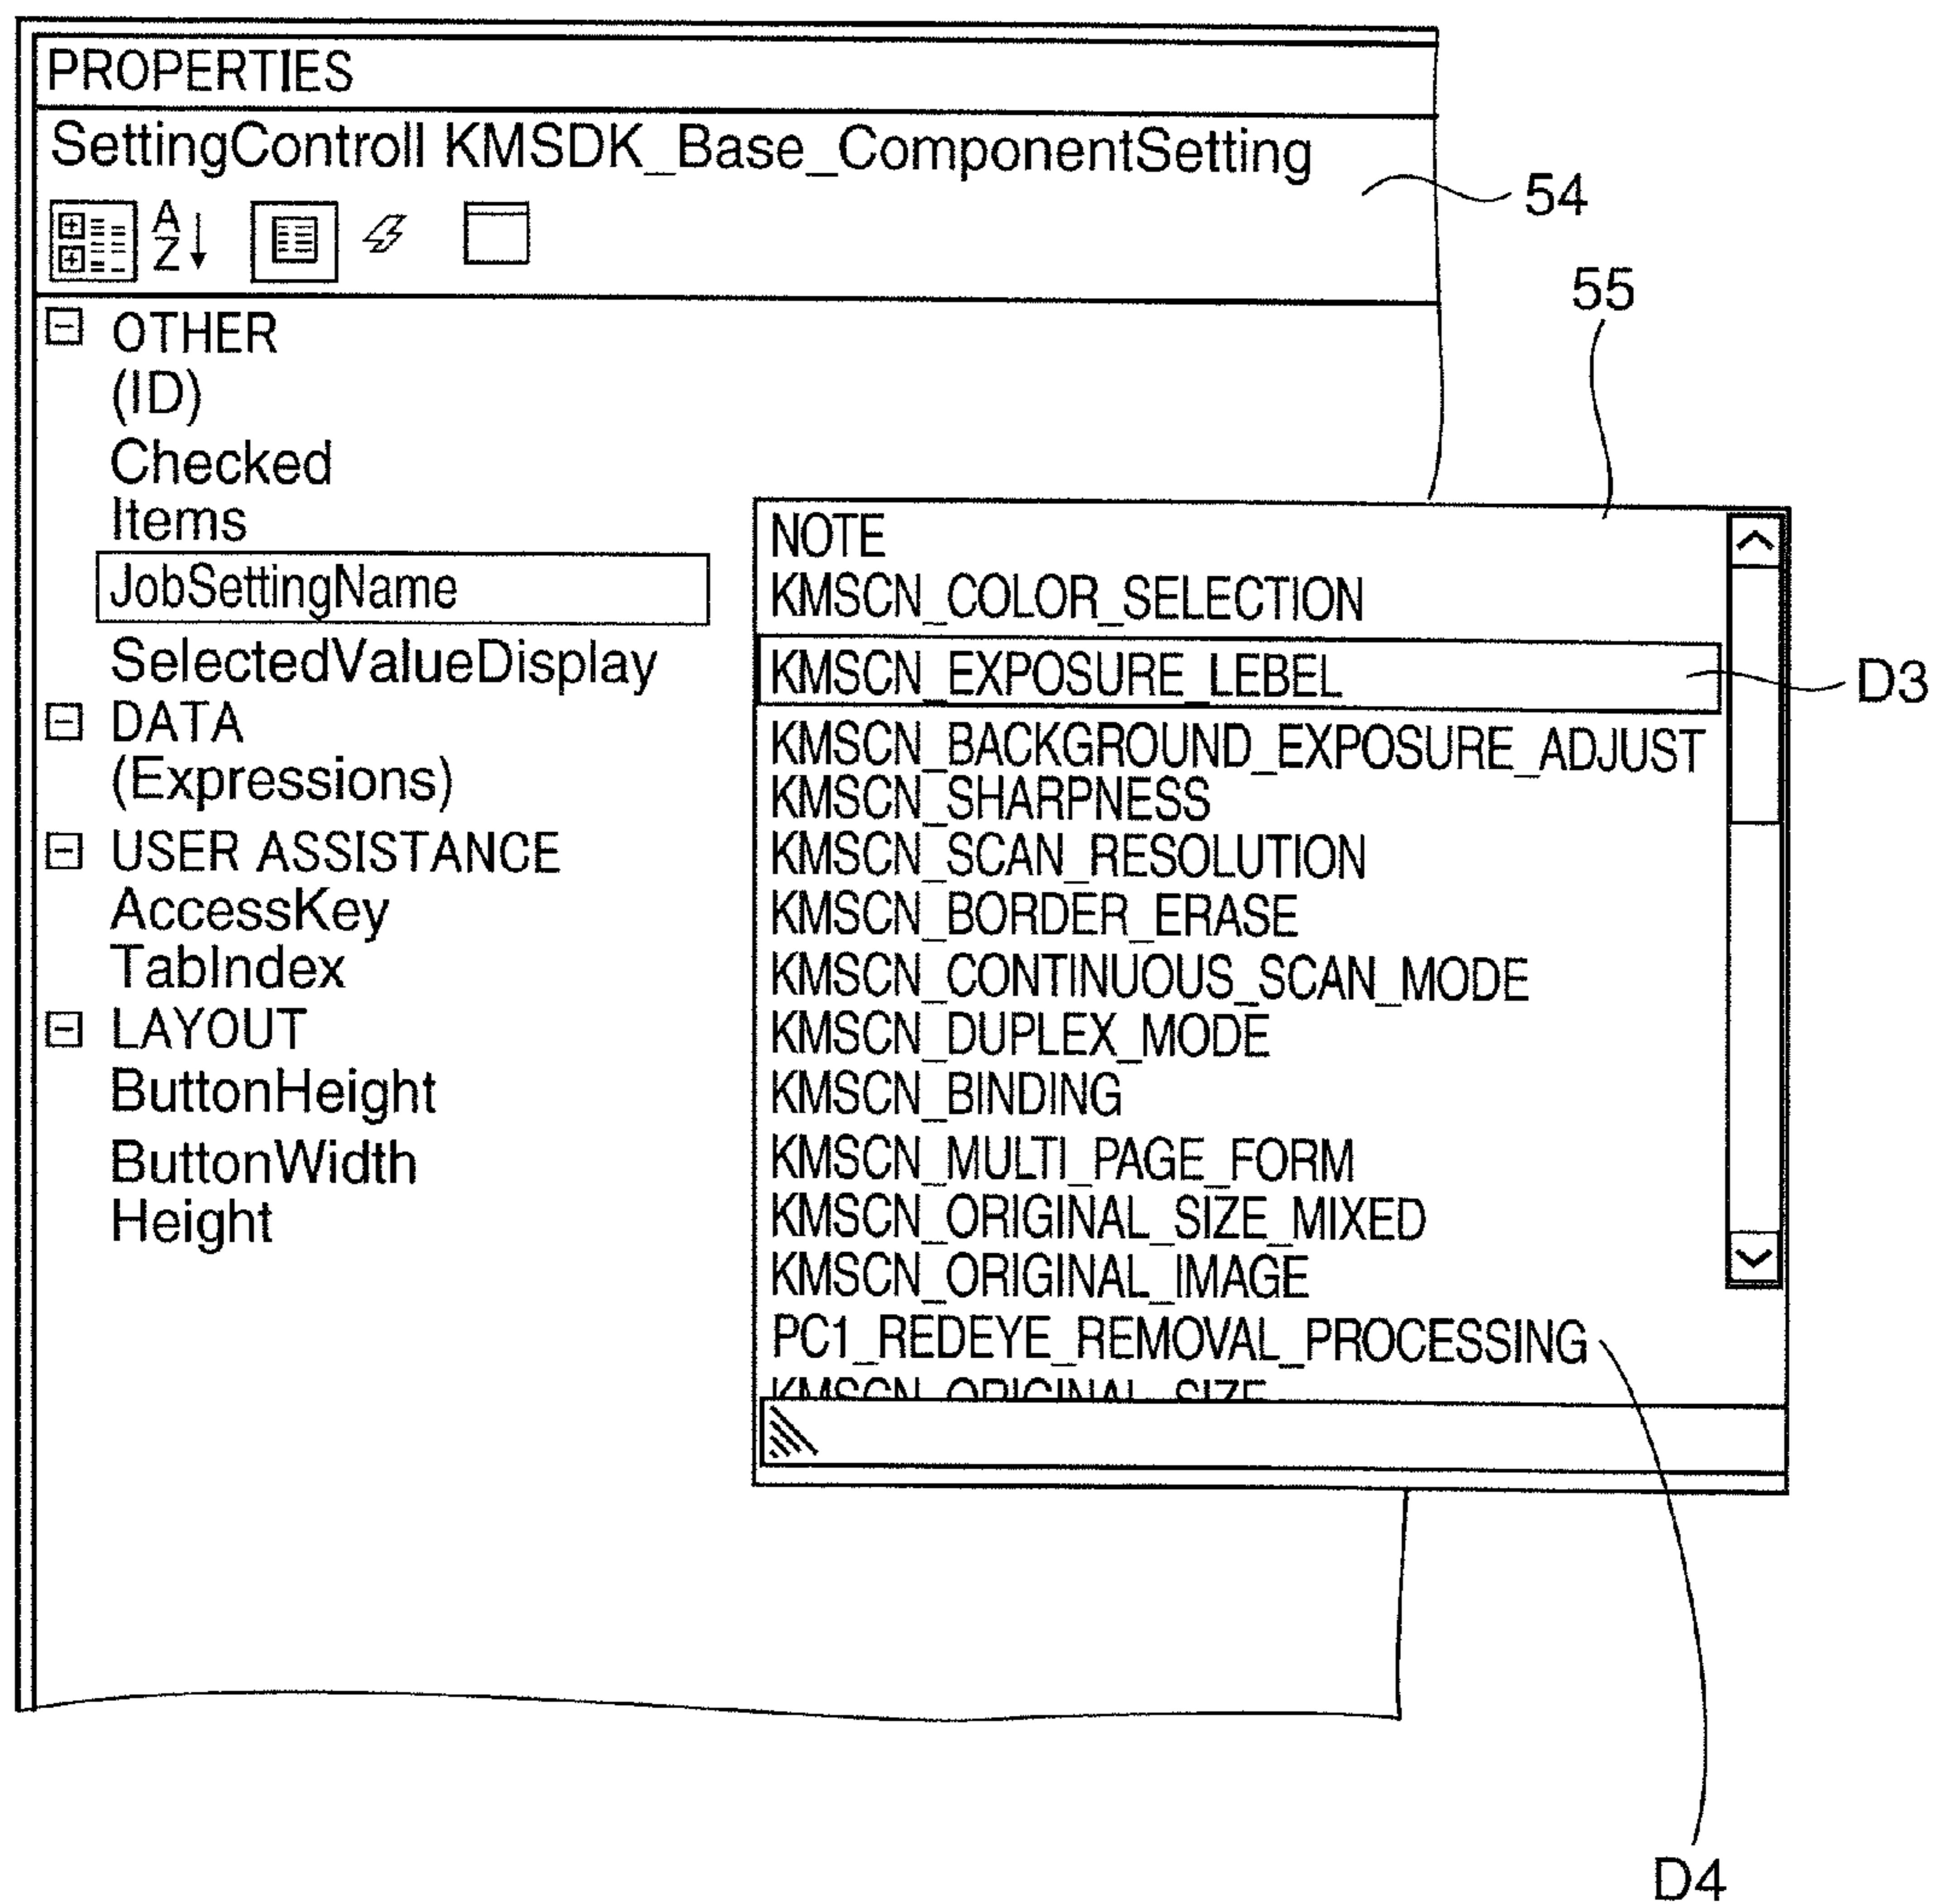 PROPERTIES
SettingControll KMSDK_Base_ComponentSetting
54
A
Z
55
OTHER
(ID)
Checked
Items
JobSettingName
SelectedValueDisplay
DATA
(Expressions)
USER ASSISTANCE
AccessKey
TabIndex
LAYOUT
ButtonHeight
ButtonWidth
Height
NOTE
KMSCN_COLOR_SELECTION
KMSCN_EXPOSURE_LEBEL
D3
KMSCN_BACKGROUND_EXPOSURE_ADJUST
KMSCN_SHARPNESS
KMSCN_SCAN_RESOLUTION
KMSCN_BORDER_ERASE
KMSCN_CONTINUOUS_SCAN_MODE
KMSCN_DUPLEX_MODE
KMSCN_BINDING
KMSCN_MULTI_PAGE_FORM
KMSCN_ORIGINAL_SIZE_MIXED
KMSCN_ORIGINAL_IMAGE
PC1_REDEYE_REMOVAL_PROCESSING
KMSCN_ORIGINAL_SIZE
D4